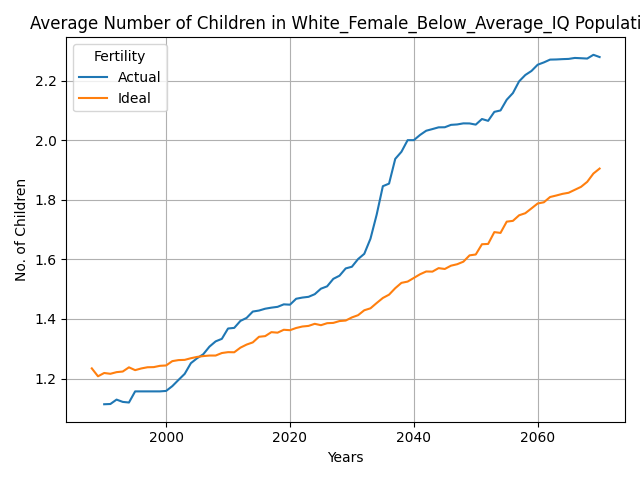 Average Number of Children in White_Female_Below_Average_IQ Populati
Fertility
Actual
Ideal
2.2
2.0
1.8
1.6
1.4
1.2
No. of Children
2000
2020
2040
2060
Years